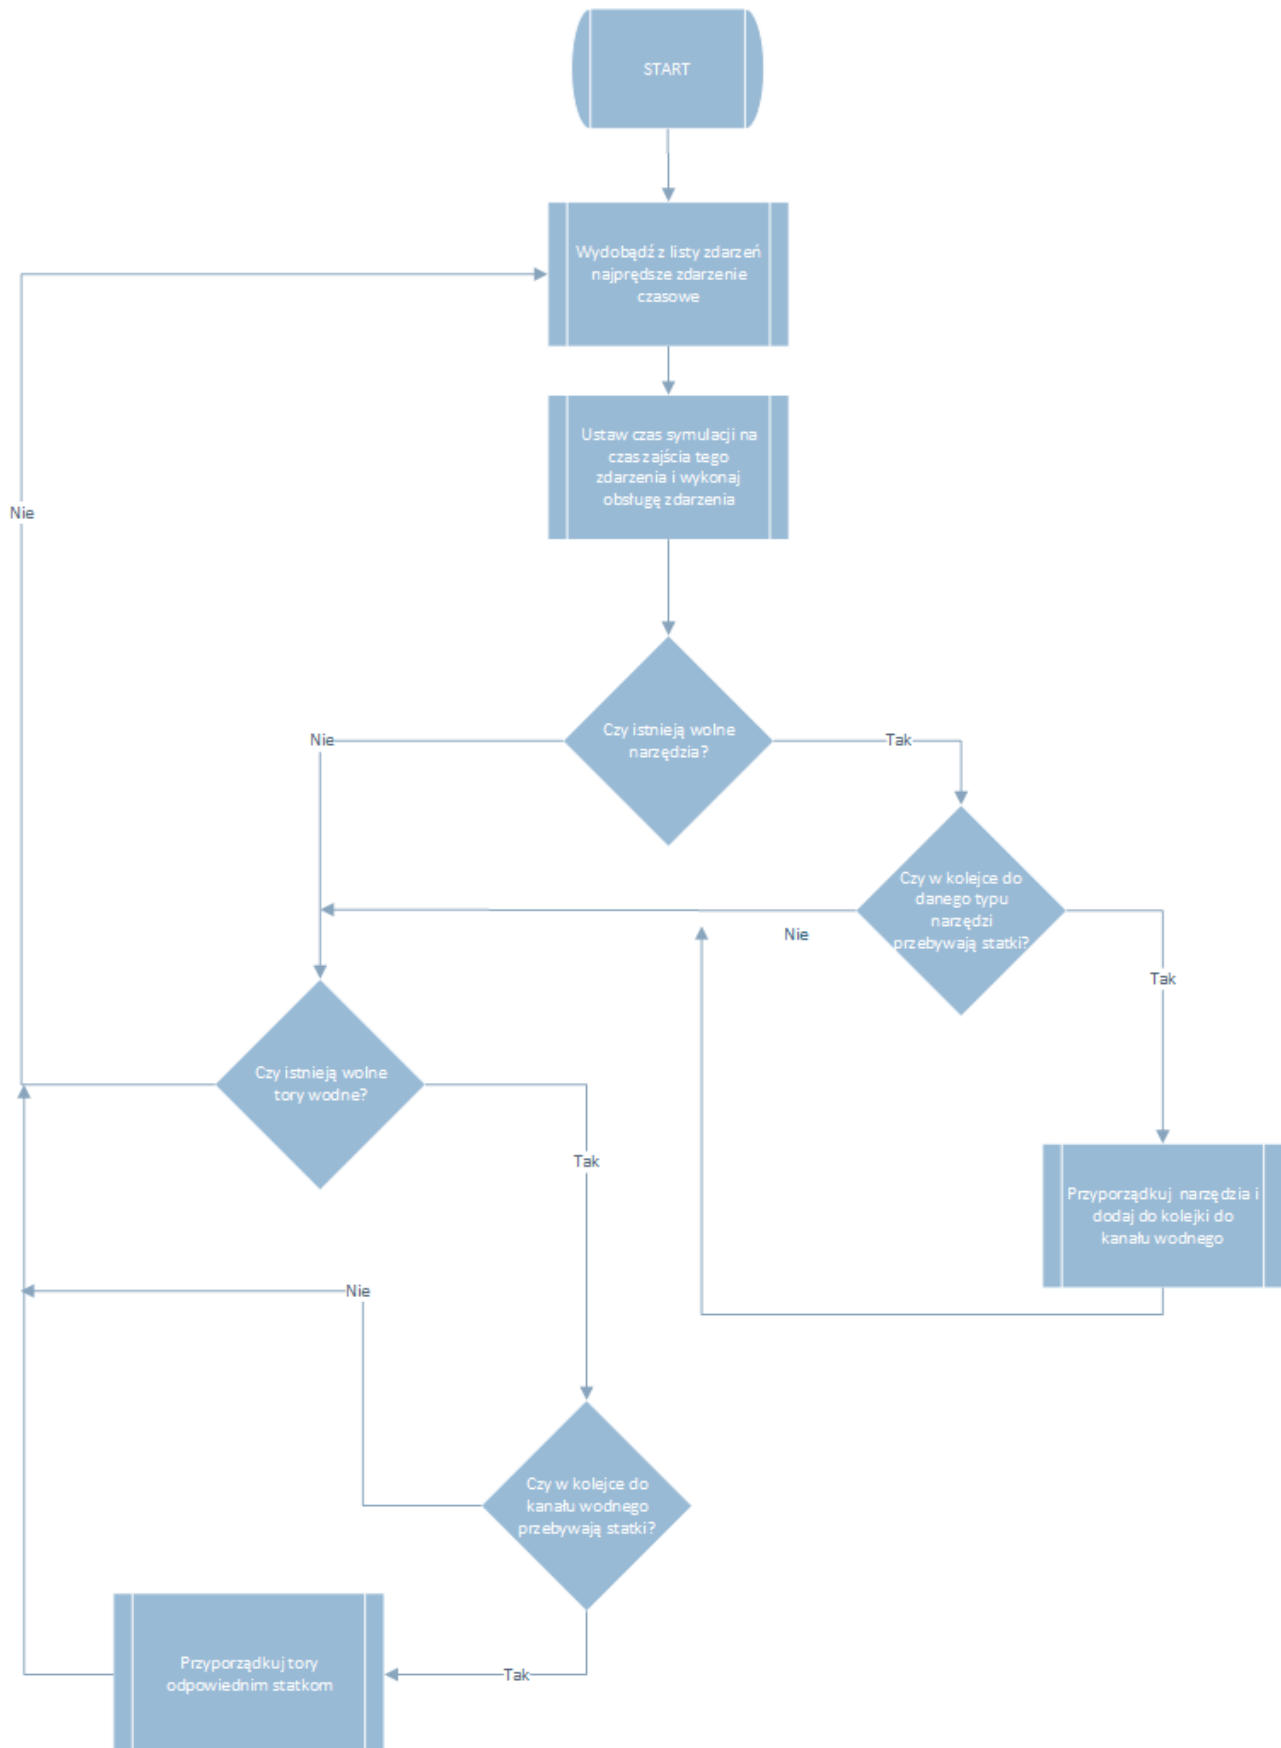 START
Wydobądź z listy zdarzeń
najprędsze zdarzenie
czasowe
Ustaw czas symulacji na
czas zajścia tego
zdarzenia i wykonaj
obsługę zdarzenia
Nie
Czy istnieją wolne
narzędzia?
Nie
Tak
Czy w kolejce do
danego typu
narzędzi
przebywają statki?
Nie
Tak
Czy istnieją wolne
tory wodne?
Tak
Przyporządkuj narzędzia i
dodaj do kolejki do
kanału wodnego
Nie
Czy w kolejce do
kanału wodnego
przebywają statki?
Tak
Przyporządkuj tory
odpowiednim statkom